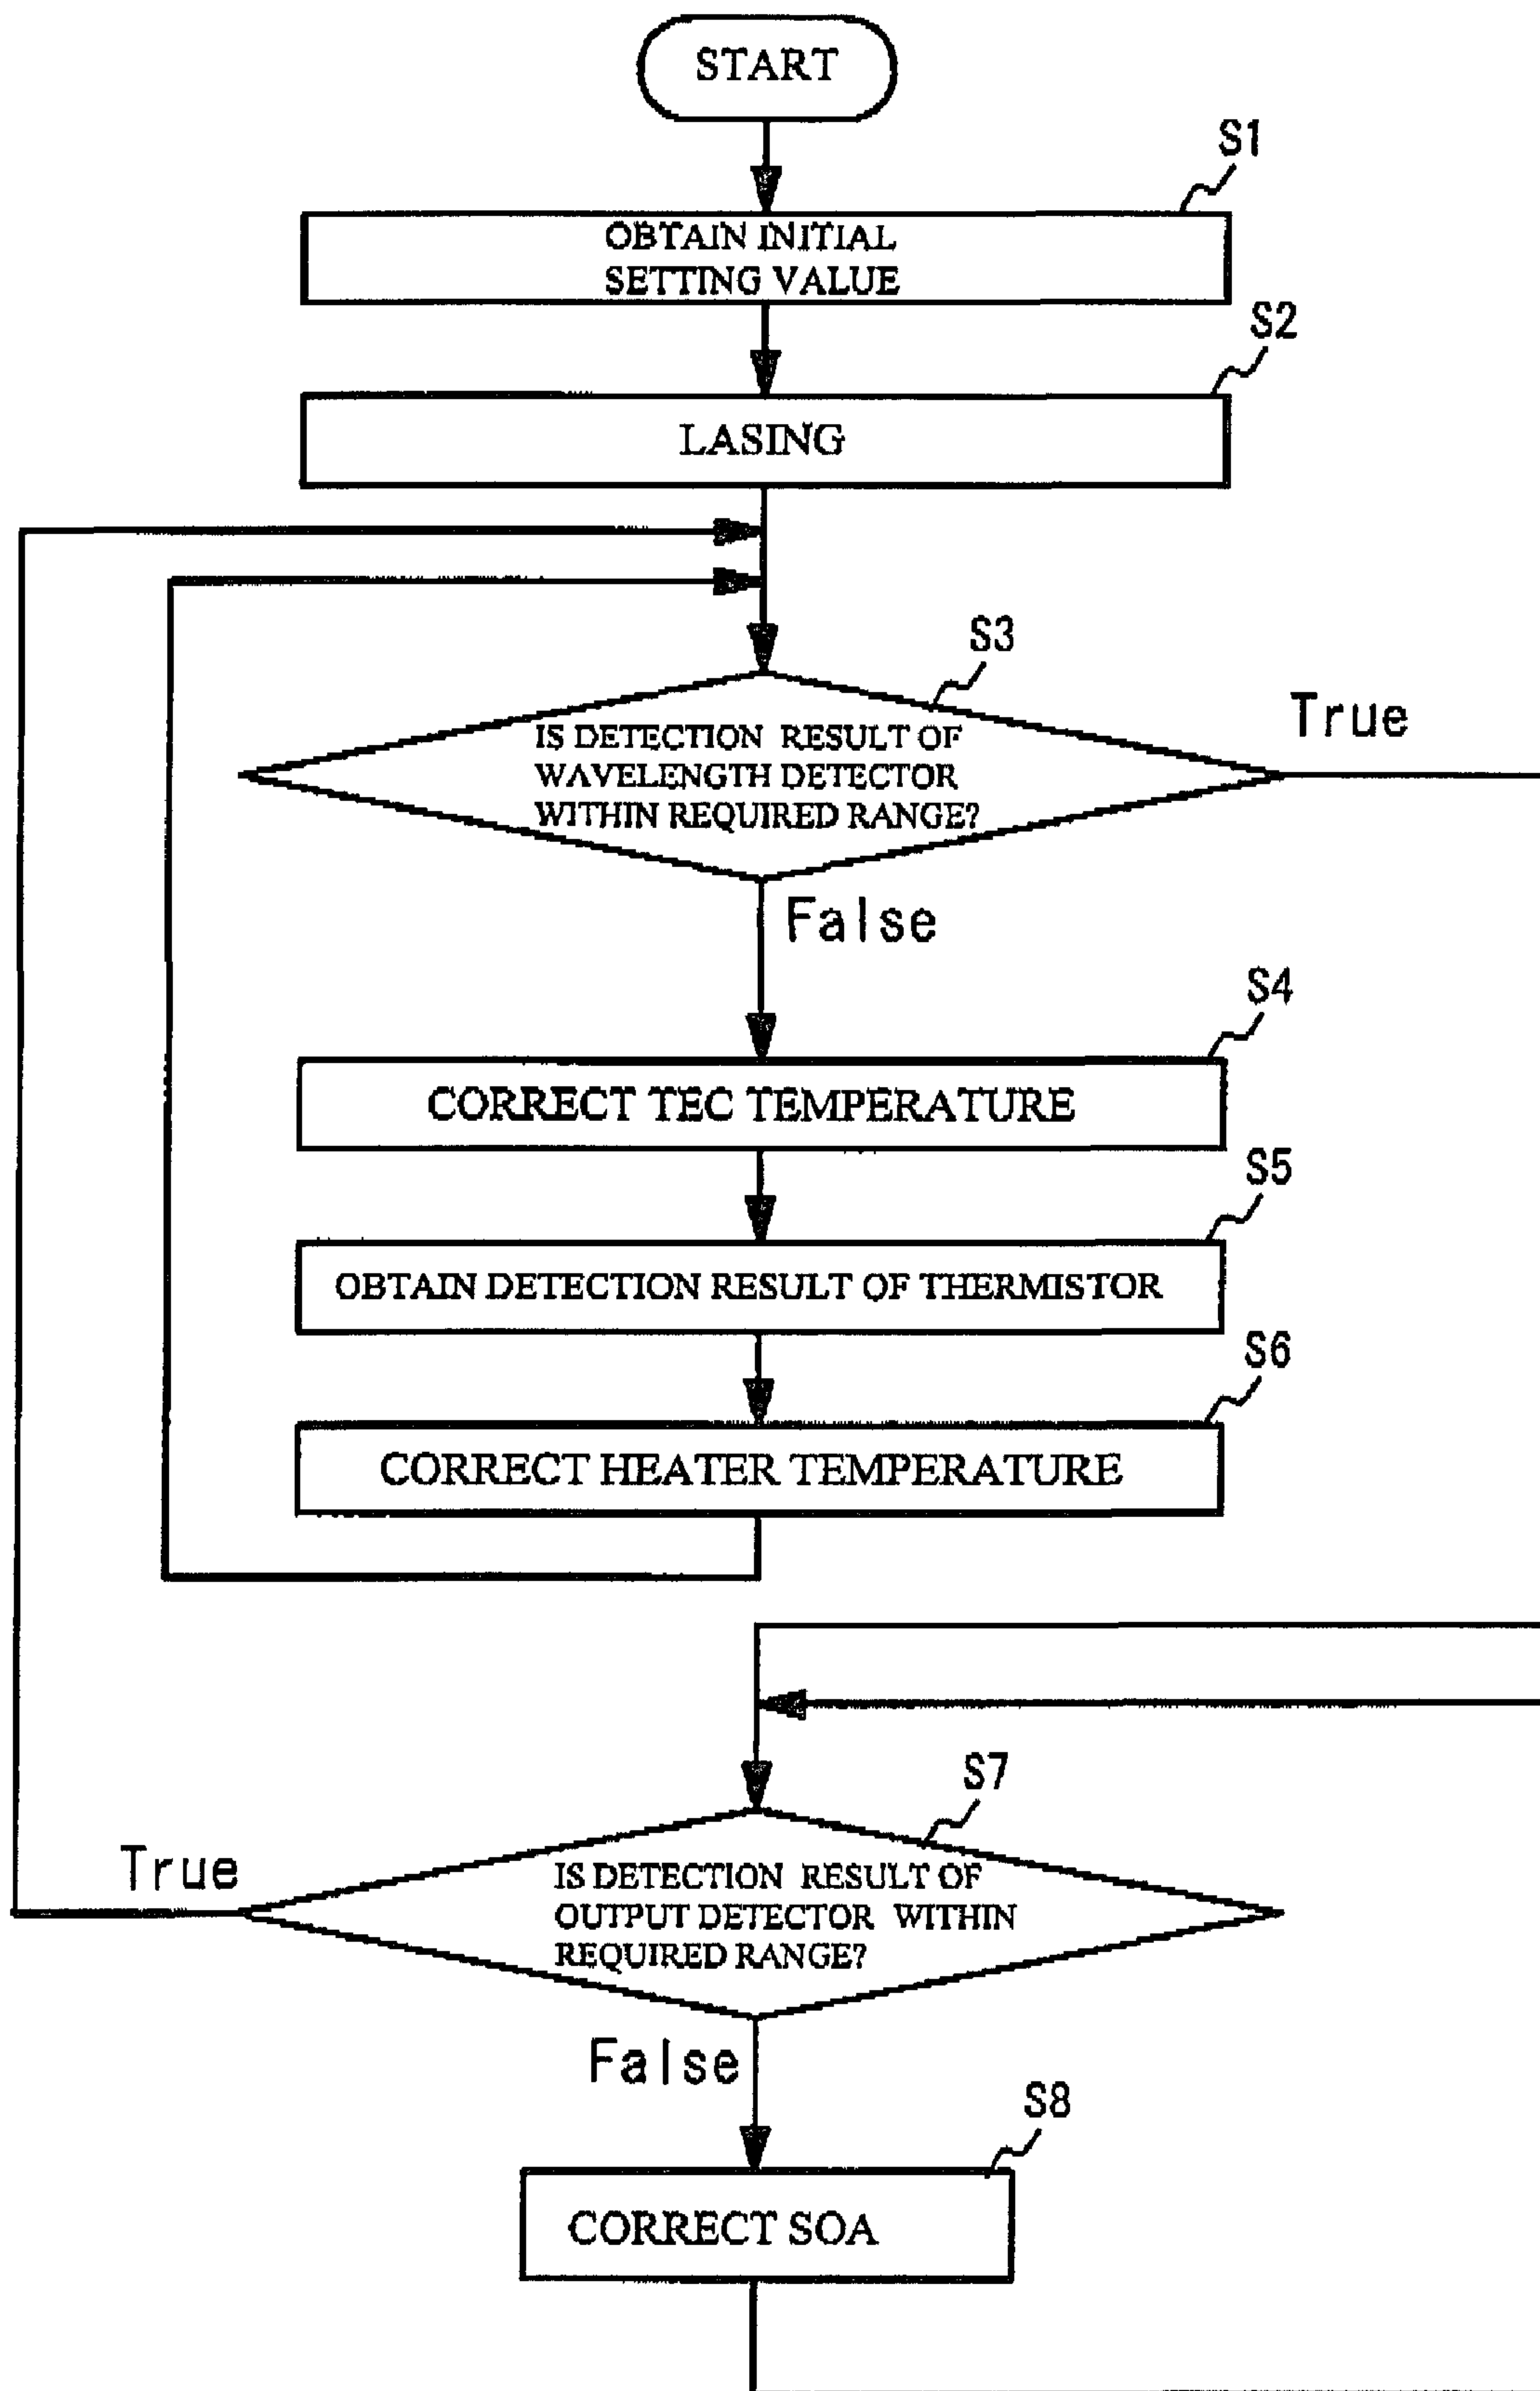 START
S1
OBTAIN INITIAL
SETTING VALUE
S2
LASING
S3
True
IS DETECTION RESULT OF
WAVELENGTH DETECTOR
WITHIN REQUIRED RANGE?
False
S4
CORRECT TEC TEMPERATURE
S5
OBTAIN DETECTION RESULT OF THERMISTOR
S6
CORRECT HEATER TEMPERATURE
S7
True
IS DETECTION RESULT OF
OUTPUT DETECTOR WITHIN
REQUIRED RANGE?
False
S8
CORRECT SOA